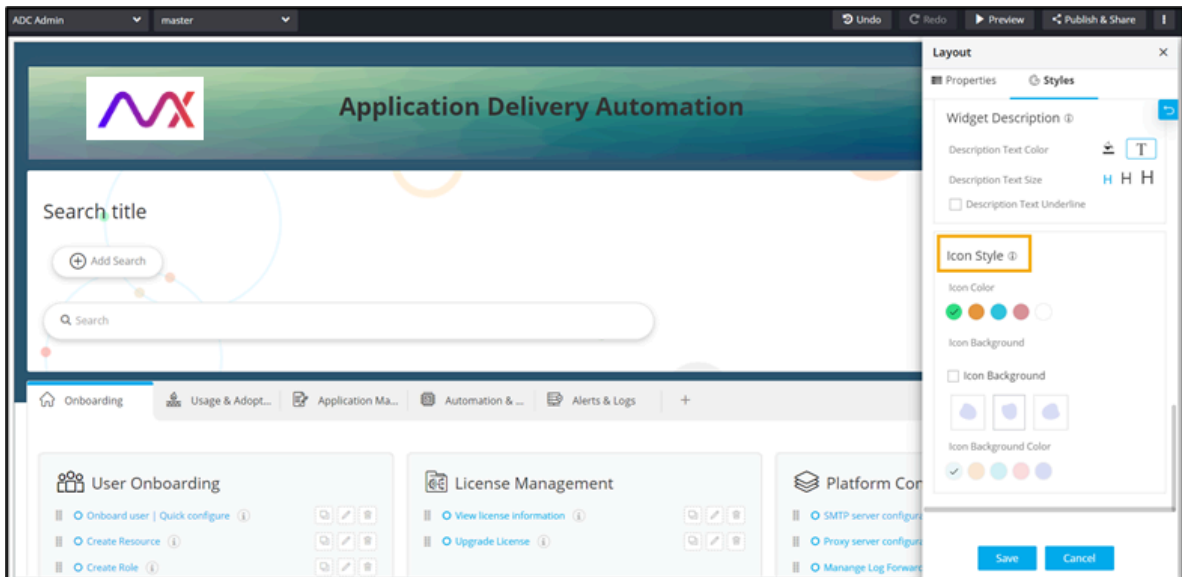 ADC Admin
master
Undo
Redo
Preview
Publish & Share
Application Delivery Automation
Search title
Add Search
Search
Onboarding
Usage & Adopt...
Application Ma...
Automation & ...
Alerts & Logs
+
User Onboarding
Onboard user | Quick configure
Create Resource
Create Role
License Management
View license information
Upgrade License
Platform Con
SMTP server configura
Proxy server configura
Manange Log Forward
Layout
Properties
Styles
Widget Description
Description Text Color
T
Description Text Size
H H H
Description Text Underline
Icon Style
Icon Color
Icon Background
Icon Background
Icon Background Color
Save
Cancel